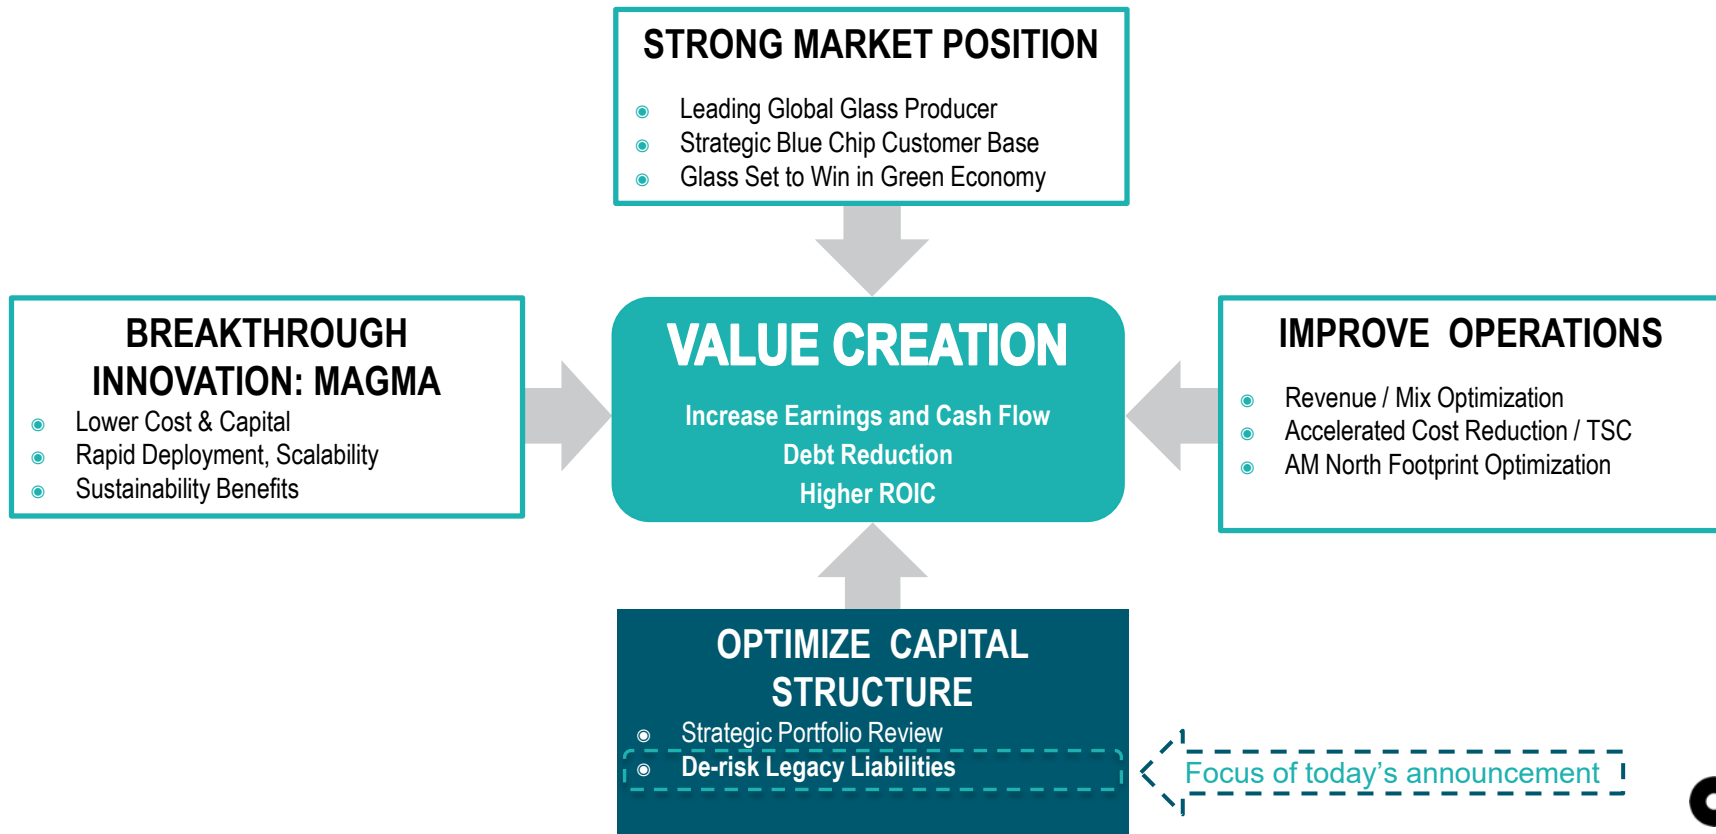 STRONG MARKET POSITION
Leading Global Glass Producer
Strategic Blue Chip Customer Base
Glass Set to Win in Green Economy
BREAKTHROUGH
INNOVATION: MAGMA
Lower Cost & Capital
Rapid Deployment, Scalability
Sustainability Benefits
VALUE CREATION
Increase Earnings and Cash Flow
Debt Reduction
Higher ROIC
IMPROVE OPERATIONS
Revenue / Mix Optimization
Accelerated Cost Reduction / TSC
AM North Footprint Optimization
OPTIMIZE CAPITAL
STRUCTURE
Strategic Portfolio Review
De-risk Legacy Liabilities
Focus of today's announcement